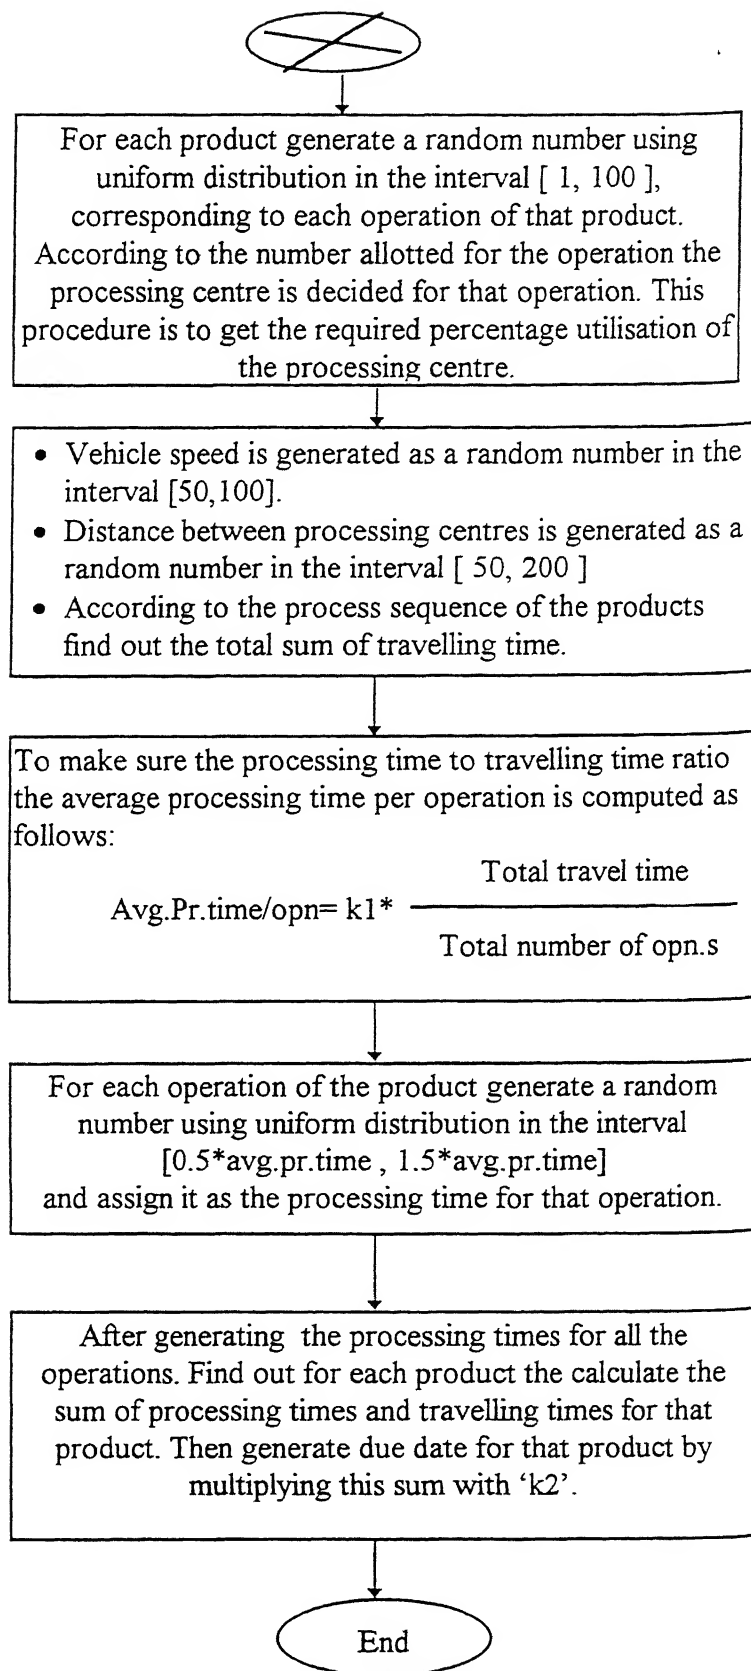 For each product generate a random number using
uniform distribution in the interval [ 1, 100 ],
corresponding to each operation of that product.
According to the number allotted for the operation the
processing centre is decided for that operation. This
procedure is to get the required percentage utilisation of
the processing centre.
• Vehicle speed is generated as a random number in the
interval [50,100].
• Distance between processing centres is generated as a
random number in the interval [ 50, 200 ]
• According to the process sequence of the products
find out the total sum of travelling time.
To make sure the processing time to travelling time ratio
the average processing time per operation is computed as
follows:
Total travel time
Avg.Pr.time/opn= k1*
Total number of opn.s
For each operation of the product generate a random
number using uniform distribution in the interval
[0.5*avg.pr.time , 1.5*avg.pr.time]
and assign it as the processing time for that operation.
After generating the processing times for all the
operations. Find out for each product the calculate the
sum of processing times and travelling times for that
product. Then generate due date for that product by
multiplying this sum with ‘k2’.
End